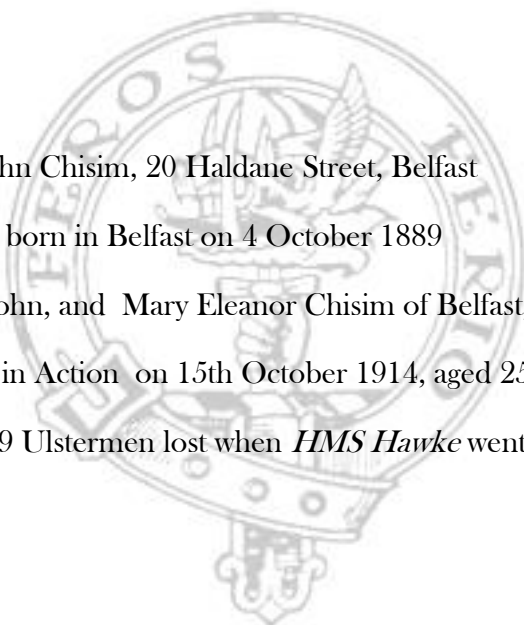 FEROS FERIO
hn Chisim, 20 Haldane Street, Belfast
born in Belfast on 4 October 1889
ohn, and Mary Eleanor Chisim of Belfast.
in Action on 15th October 1914, aged 25
9 Ulstermen lost when HMS Hawke went